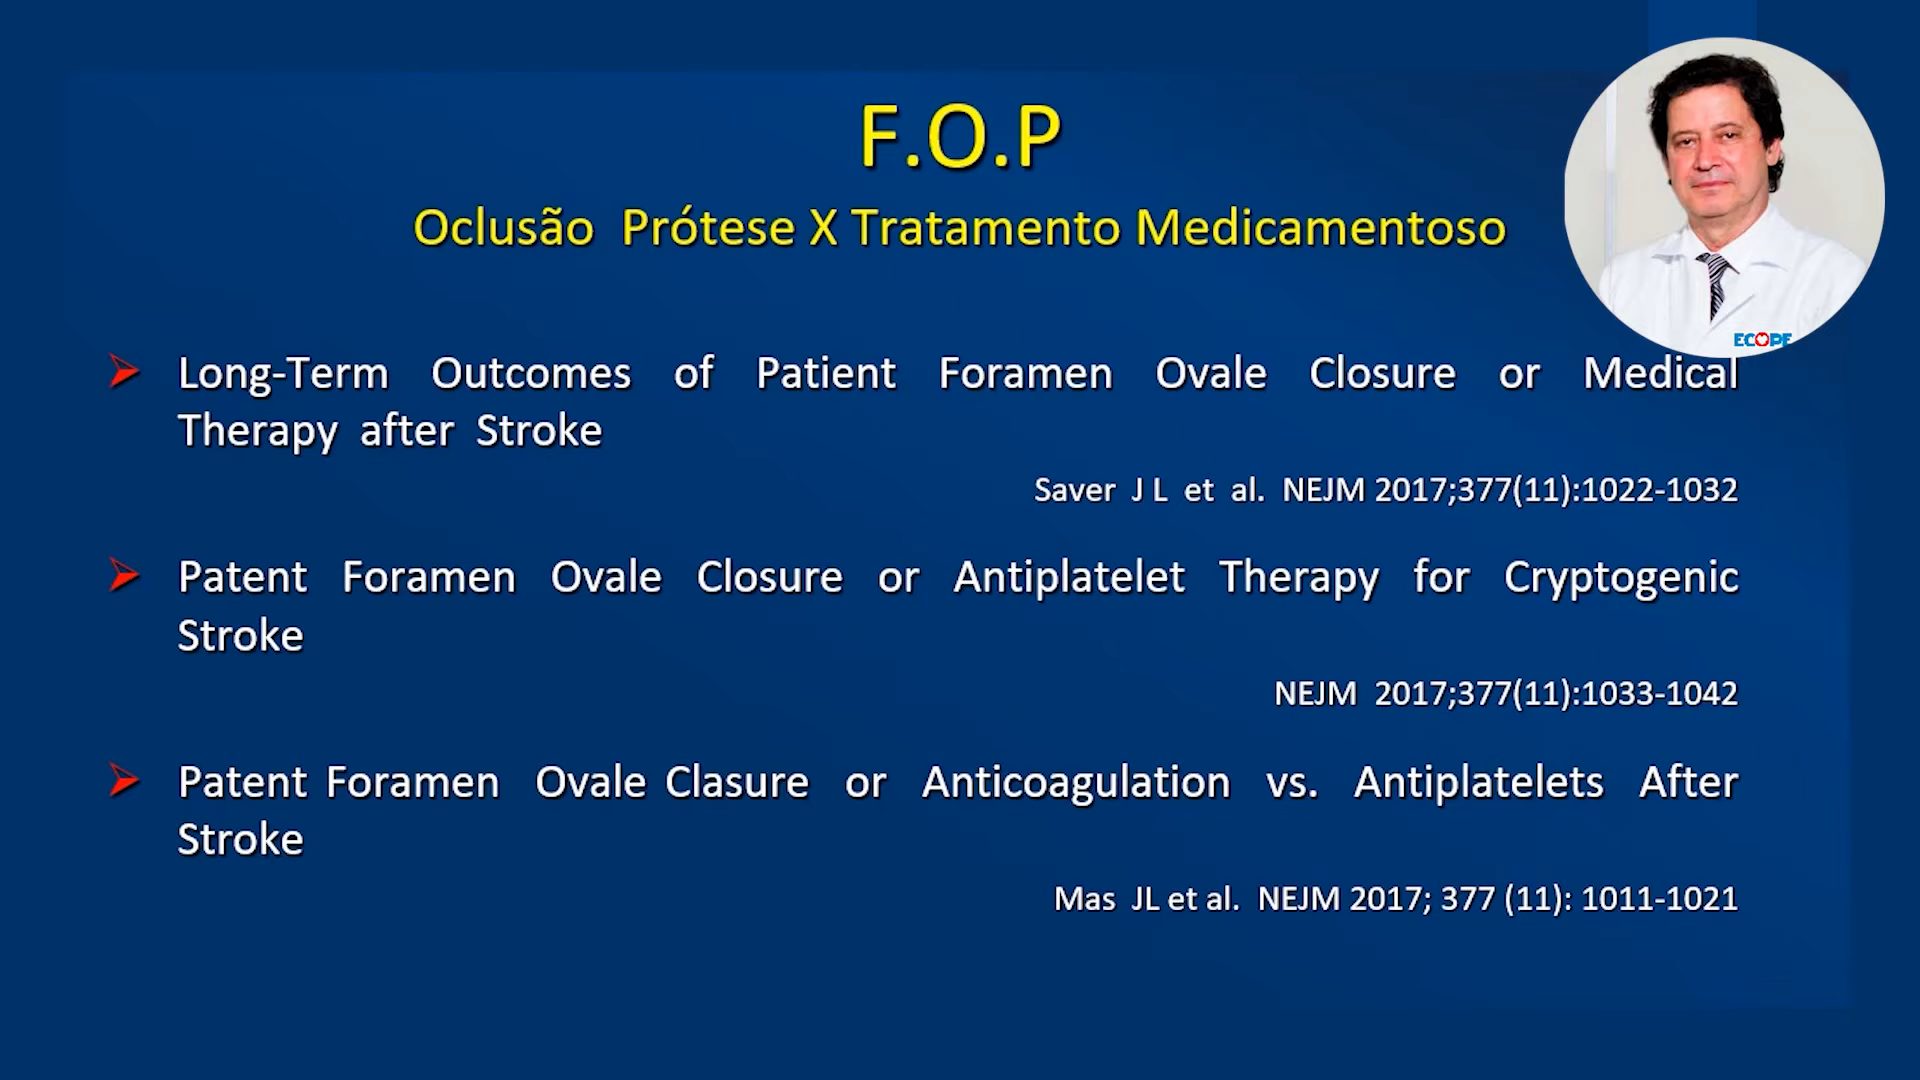 F.O.P
Oclusão Prótese X Tratamento Medicamentoso
ECOPE
Long-Term Outcomes of Patient Foramen Ovale Closure or Medical
Therapy after Stroke
Saver J L et al. NEJM 2017;377(11):1022-1032
Patent Foramen Ovale Closure or Antiplatelet Therapy for Cryptogenic
Stroke
NEJM 2017;377(11):1033-1042
Patent Foramen Ovale Clasure or Anticoagulation vs. Antiplatelets After
Stroke
Mas JL et al. NEJM 2017; 377 (11): 1011-1021